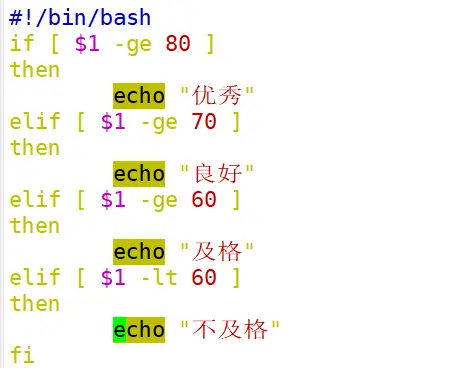 #!/bin/bash
if [ $1 -ge 80 ]
then
        echo "优秀"
elif [ $1 -ge 70 ]
then
        echo "良好"
elif [ $1 -ge 60 ]
then
        echo "及格"
elif [ $1 -lt 60 ]
then
        echo "不及格"
fi